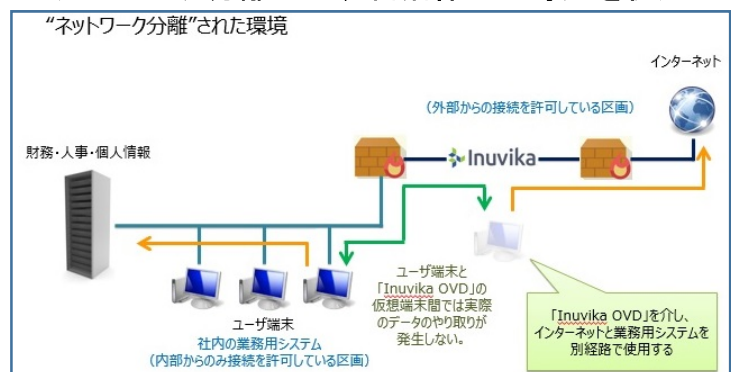 “ネットワーク分離”された環境
インターネット
(外部からの接続を許可している区画)
財務・人事・個人情報
Inuvika
ユーザ端末と
「Inuvika OVD」の
仮想端末間では実際
のデータのやり取りが
発生しない。
ユーザ端末
社内の業務用システム
(内部からのみ接続を許可している区画)
「Inuvika OVD」を介し、
インターネットと業務用システムを
別経路で使用する